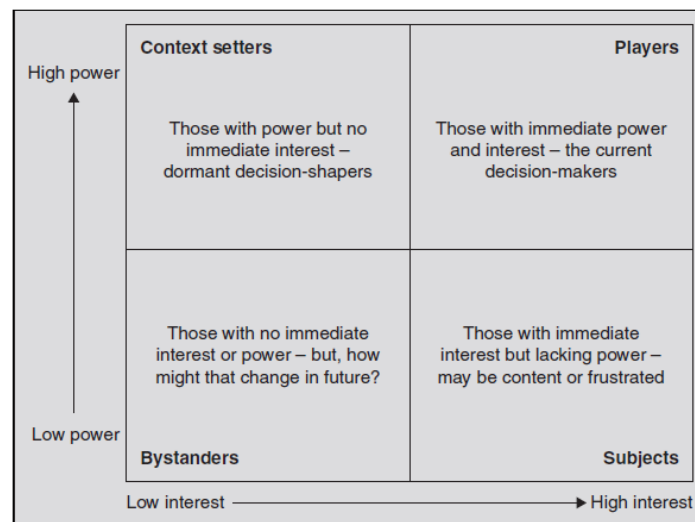 Context setters
Players
High power
Those with power but no
immediate interest –
dormant decision-shapers
Those with immediate power
and interest – the current
decision-makers
Those with no immediate
interest or power – but, how
might that change in future?
Those with immediate
interest but lacking power –
may be content or frustrated
Low power
Bystanders
Subjects
Low interest
High interest